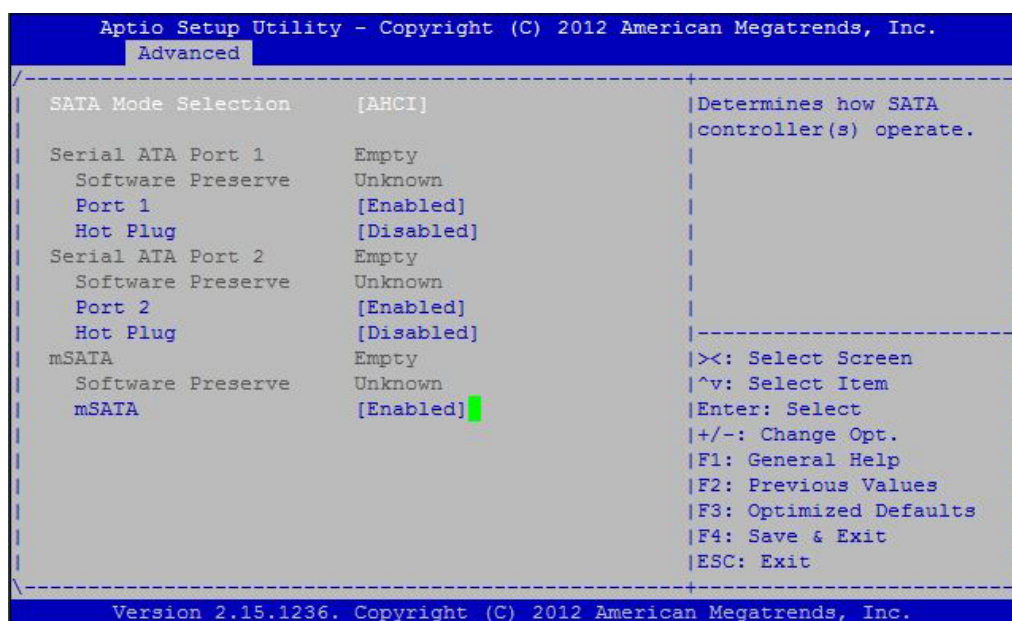 Aptio Setup Utility – Copyright (C) 2012 American Megatrends, Inc.
Advanced
SATA Mode Selection [AHCI]
Serial ATA Port 1 Empty
Software Preserve Unknown
Port 1 [Enabled]
Hot Plug [Disabled]
Serial ATA Port 2 Empty
Software Preserve Unknown
Port 2 [Enabled]
Hot Plug [Disabled]
mSATA Empty
Software Preserve Unknown
mSATA [Enabled]
Determines how SATA
controller(s) operate.
><: Select Screen
^v: Select Item
Enter: Select
+/-: Change Opt.
F1: General Help
F2: Previous Values
F3: Optimized Defaults
F4: Save & Exit
ESC: Exit
Version 2.15.1236. Copyright (C) 2012 American Megatrends, Inc.